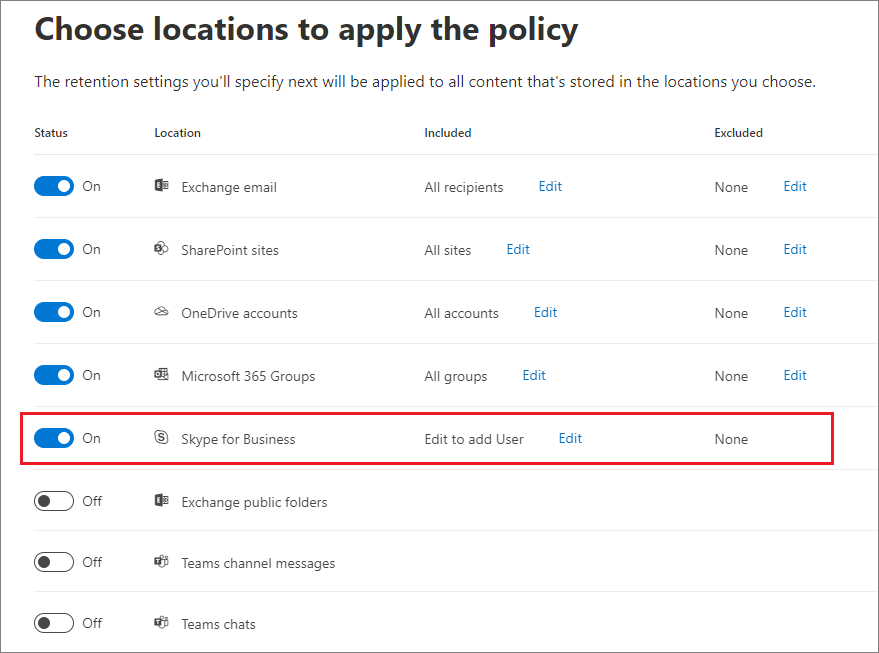 Choose locations to apply the policy
The retention settings you'll specify next will be applied to all content that's stored in the locations you choose.
Status Location Included Excluded
On Exchange email All recipients Edit None Edit
On SharePoint sites All sites Edit None Edit
On OneDrive accounts All accounts Edit None Edit
On Microsoft 365 Groups All groups Edit None Edit
On Skype for Business Edit to add User Edit None
Off Exchange public folders
Off Teams channel messages
Off Teams chats